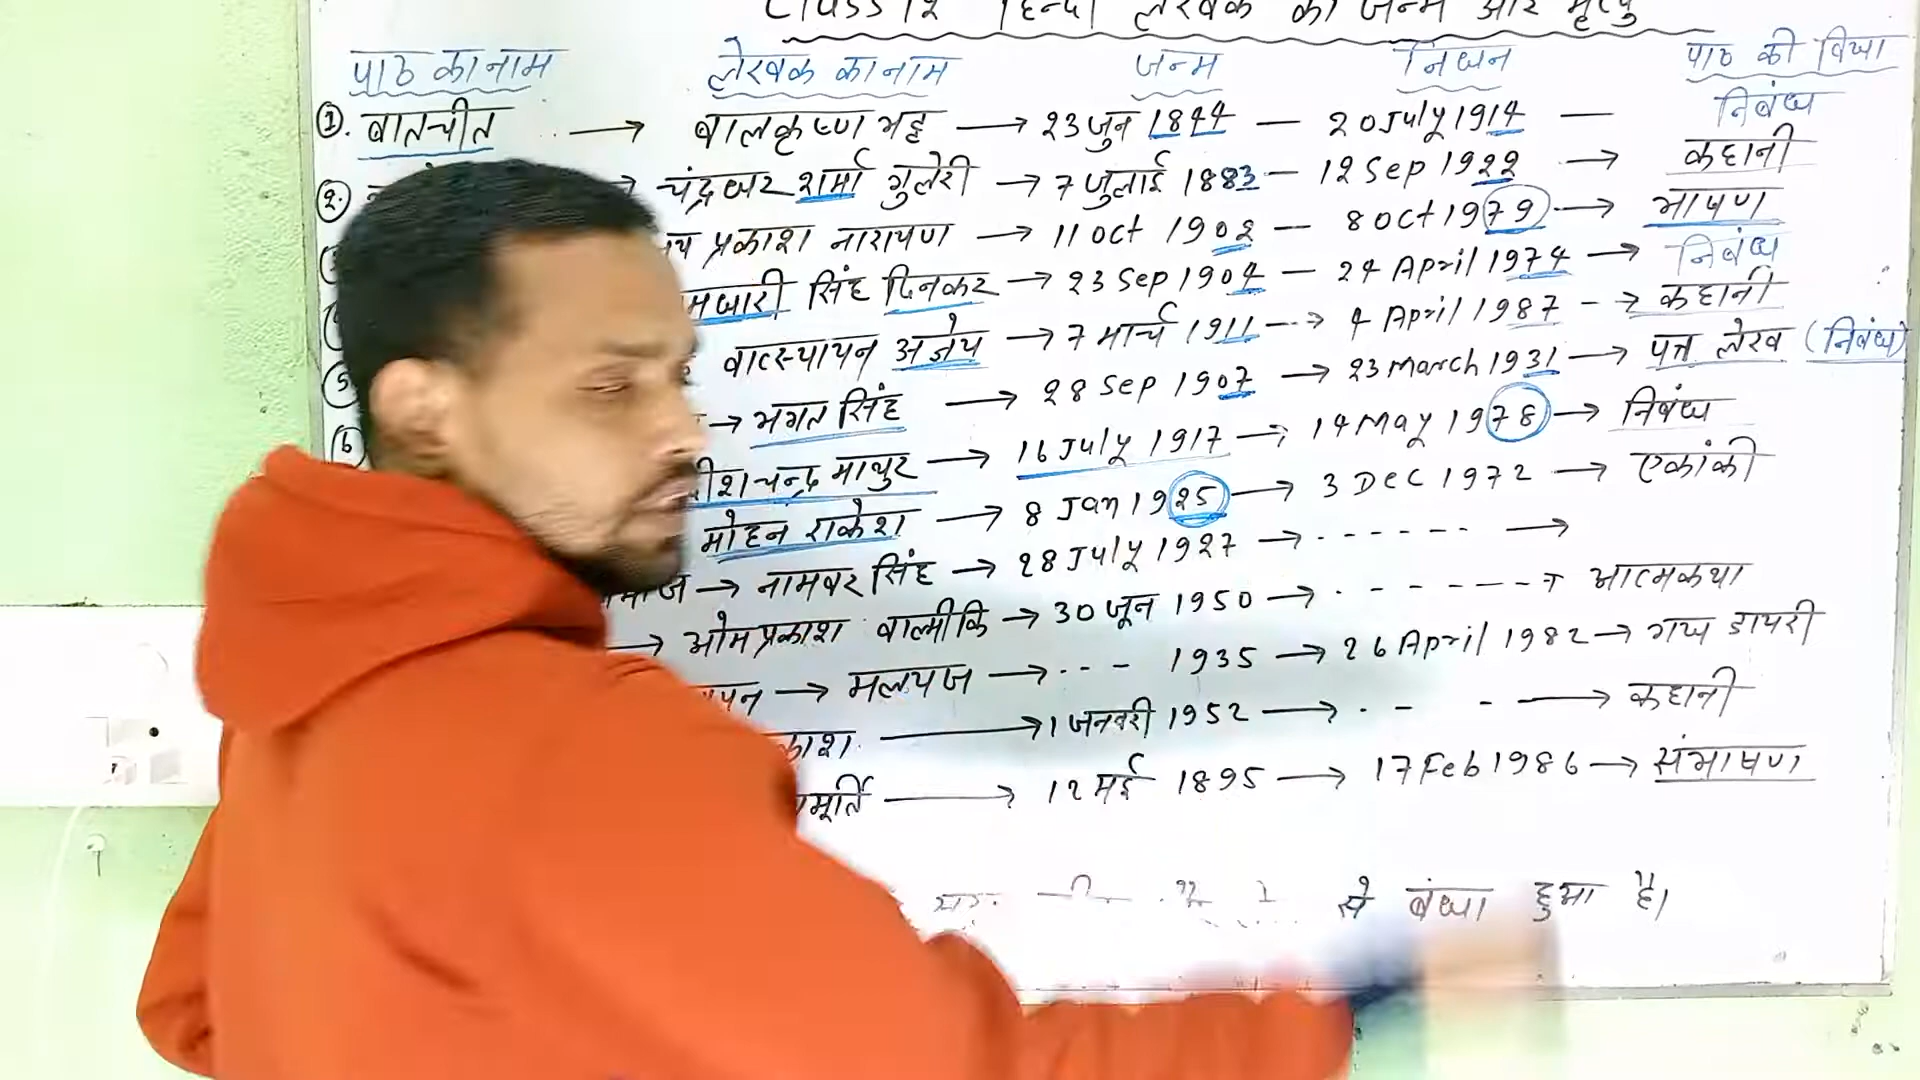 Class 12 हिन्दी लेखक का जन्म और मृत्यु
पाठ का नाम लेखक का नाम जन्म निधन पाठ की विधा
①. बातचीत → बालकृष्ण भट्ट → 23 जुन 1844 — 20 July 1914 — निबंध
②. → चंद्रधर शर्मा गुलेरी → 7 जुलाई 1883 — 12 Sep 1922 → कहानी
प्रकाश नारायण → 11 Oct 1902 — 8 Oct 1979 → भाषण
मधारी सिंह दिनकर → 23 Sep 1904 — 24 April 1974 → निबंध
5 वात्स्यायन अज्ञेय → 7 मार्च 1911 --→ 4 April 1987 -→ कहानी
6 → भगत सिंह → 28 Sep 1907 → 23 March 1931 → पत्र लेख (निबंध)
दीशचन्द्र माथुर → 16 July 1917 → 14 May 1978 → निबंध
मोहन राकेश → 8 Jan 1925 → 3 Dec 1972 → एकांकी
→ नामवर सिंह → 28 July 1927 → - - - - - - →
→ ओमप्रकाश वाल्मीकि → 30 जून 1950 → - - - - - → आत्मकथा
→ मलयज → - - - 1935 → 26 April 1982 → गद्य डायरी
काश → 1 जनवरी 1952 → - - - → कहानी
मूर्ति → 12 मई 1895 → 17 Feb 1986 → संभाषण
से बंधा हुआ है।